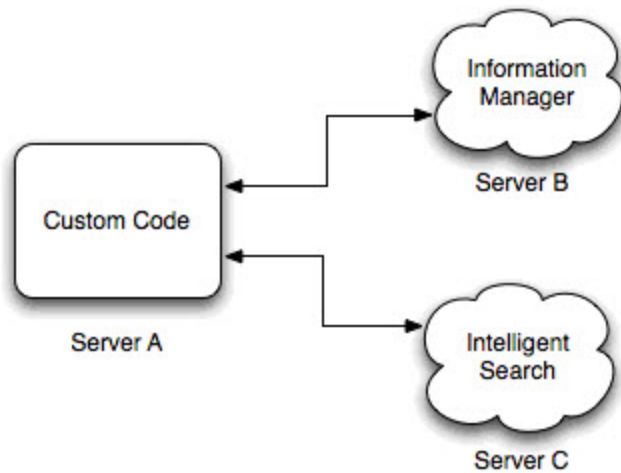 Information
Manager
Server B
Custom Code
Server A
Intelligent
Search
Server C